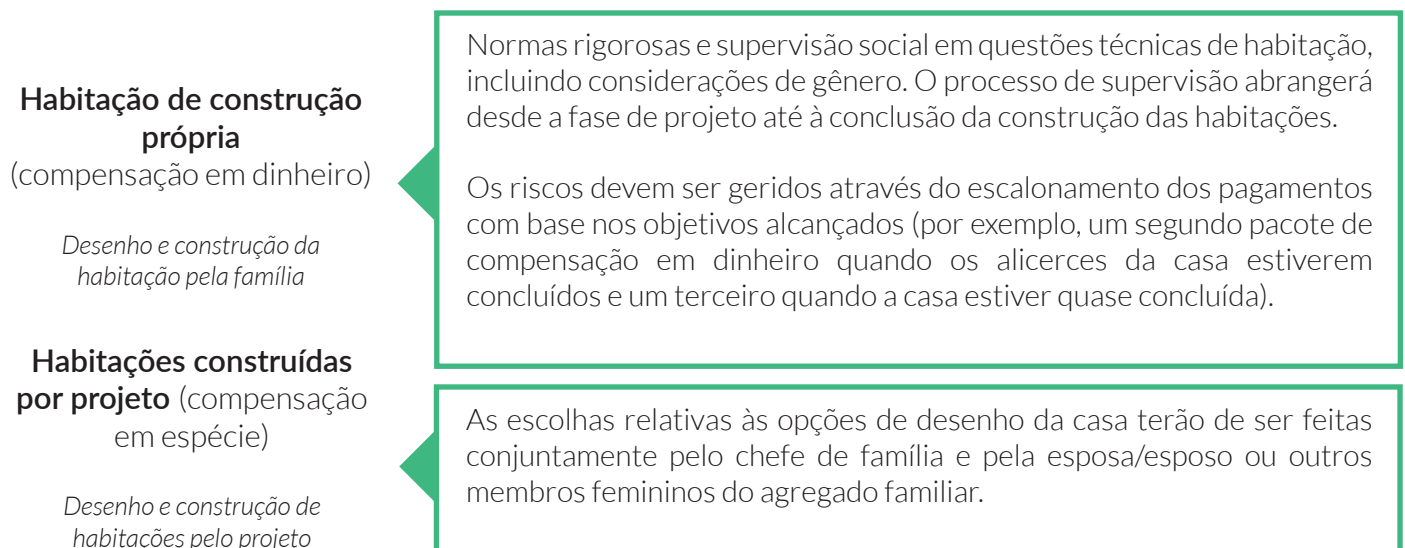 Habitação de construção
própria
(compensação em dinheiro)
Desenho e construção da
habitação pela família
Normas rigorosas e supervisão social em questões técnicas de habitação,
incluindo considerações de gênero. O processo de supervisão abrangerá
desde a fase de projeto até à conclusão da construção das habitações.
Os riscos devem ser geridos através do escalonamento dos pagamentos
com base nos objetivos alcançados (por exemplo, um segundo pacote de
compensação em dinheiro quando os alicerces da casa estiverem
concluídos e um terceiro quando a casa estiver quase concluída).
Habitações construídas
por projeto (compensação
em espécie)
Desenho e construção de
habitações pelo projeto
As escolhas relativas às opções de desenho da casa terão de ser feitas
conjuntamente pelo chefe de família e pela esposa/esposo ou outros
membros femininos do agregado familiar.